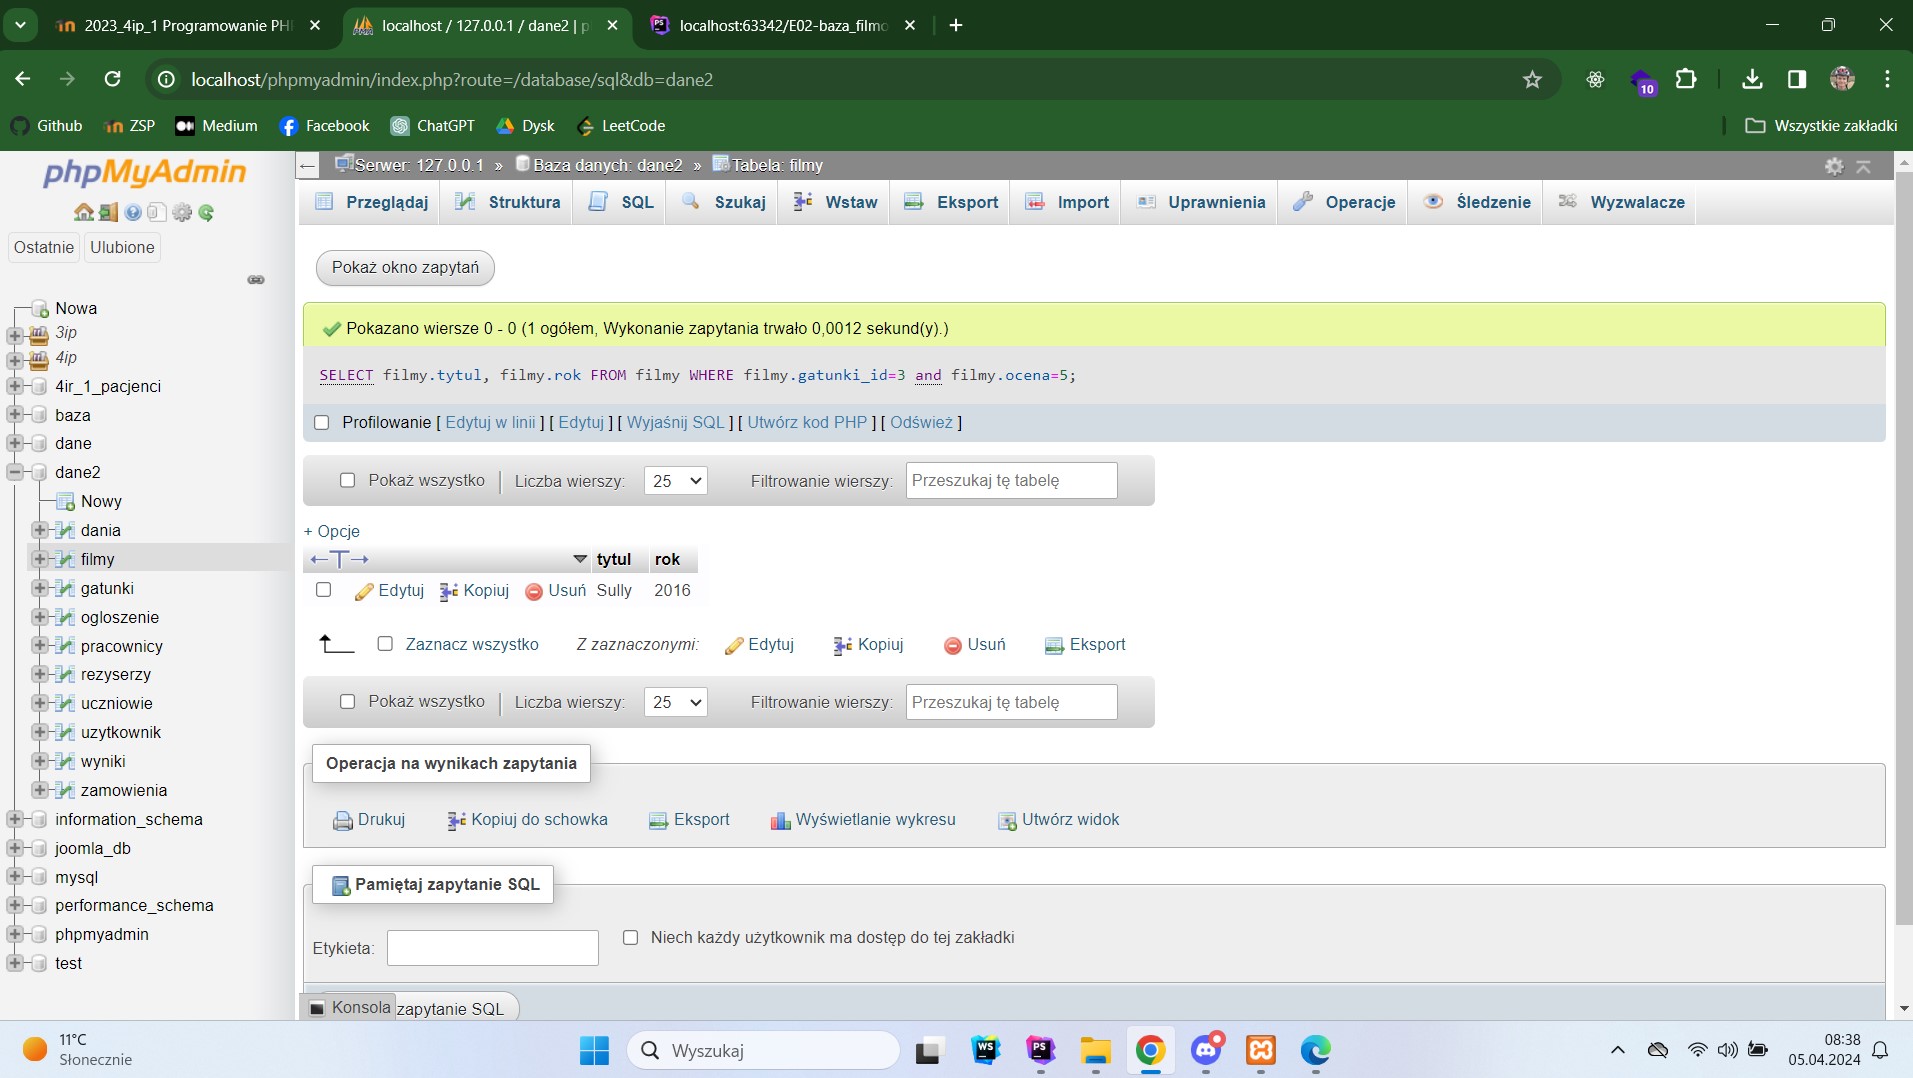 2023_4ip_1 Programowanie PH
localhost / 127.0.0.1 / dane2 | p
localhost:63342/E02-baza_filmo
localhost/phpmyadmin/index.php?route=/database/sql&db=dane2
10
Github
ZSP
Medium
Facebook
ChatGPT
Dysk
LeetCode
Wszystkie zakładki
phpMyAdmin
Ostatnie
Ulubione
Nowa
3ip
4ip
4ir_1_pacjenci
baza
dane
dane2
Nowy
dania
filmy
gatunki
ogloszenie
pracownicy
rezyserzy
uczniowie
uzytkownik
wyniki
zamowienia
information_schema
joomla_db
mysql
performance_schema
phpmyadmin
test
Serwer: 127.0.0.1 » Baza danych: dane2 » Tabela: filmy
Przeglądaj
Struktura
SQL
Szukaj
Wstaw
Eksport
Import
Uprawnienia
Operacje
Śledzenie
Wyzwalacze
Pokaż okno zapytań
Pokazano wiersze 0 - 0 (1 ogółem, Wykonanie zapytania trwało 0,0012 sekund(y).)
SELECT filmy.tytul, filmy.rok FROM filmy WHERE filmy.gatunki_id=3 and filmy.ocena=5;
Profilowanie [ Edytuj w linii ] [ Edytuj ] [ Wyjaśnij SQL ] [ Utwórz kod PHP ] [ Odśwież ]
Pokaż wszystko | Liczba wierszy: 25 Filtrowanie wierszy: Przeszukaj tę tabelę
+ Opcje
←T→ tytul rok
Edytuj Kopiuj Usuń Sully 2016
Zaznacz wszystko Z zaznaczonymi: Edytuj Kopiuj Usuń Eksport
Pokaż wszystko | Liczba wierszy: 25 Filtrowanie wierszy: Przeszukaj tę tabelę
Operacja na wynikach zapytania
Drukuj Kopiuj do schowka Eksport Wyświetlanie wykresu Utwórz widok
Pamiętaj zapytanie SQL
Etykieta:
Niech każdy użytkownik ma dostęp do tej zakładki
Konsola
zapytanie SQL
11°C
Słonecznie
Wyszukaj
WS
PS
08:38
05.04.2024